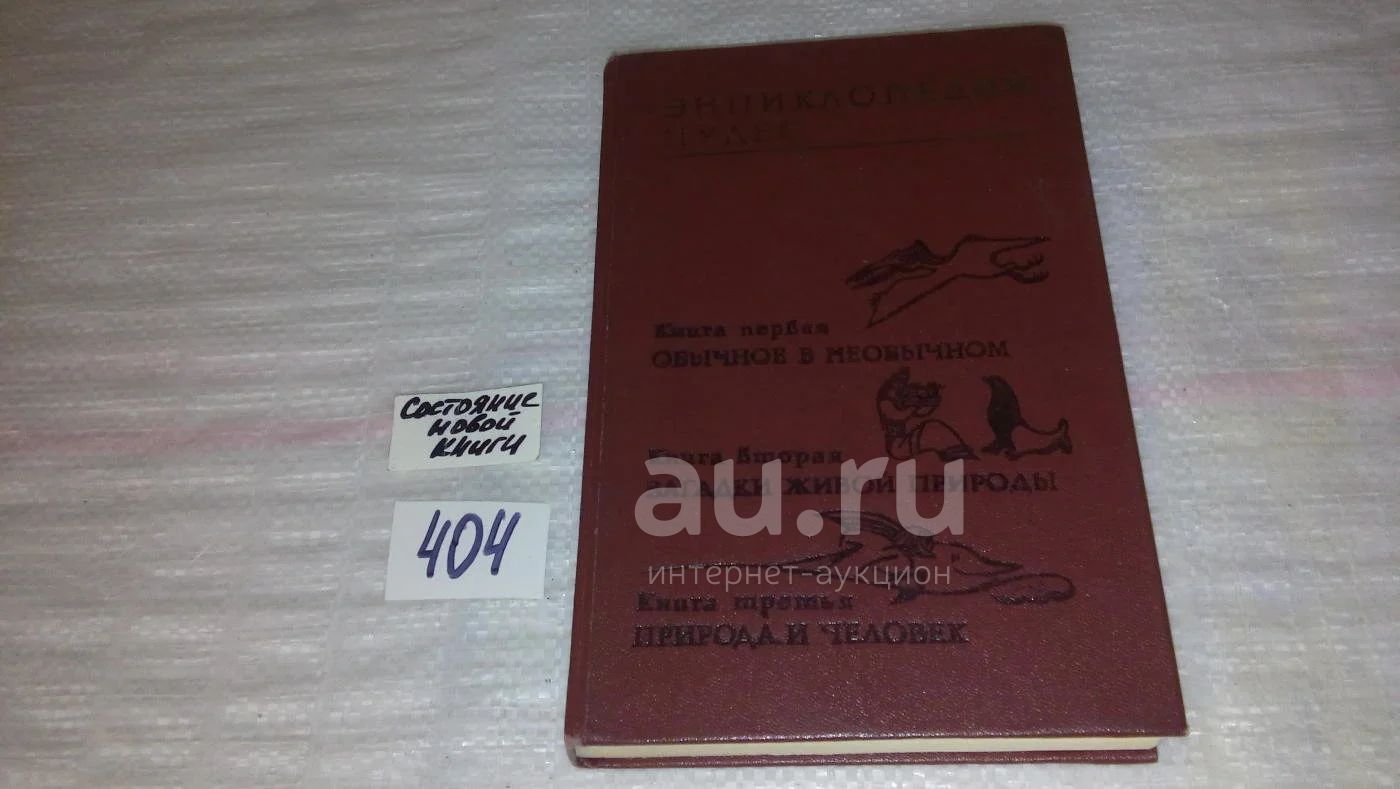 ЭНЦИКЛОПЕДИЯ
ЧУДЕС
Книга первая
ОБЫЧНОЕ В НЕОБЫЧНОМ
Книга вторая
ЗАГАДКИ ЖИВОЙ ПРИРОДЫ
Книга третья
ПРИРОДА И ЧЕЛОВЕК
Состояние
новой
книги
404
au.ru
интернет-аукцион